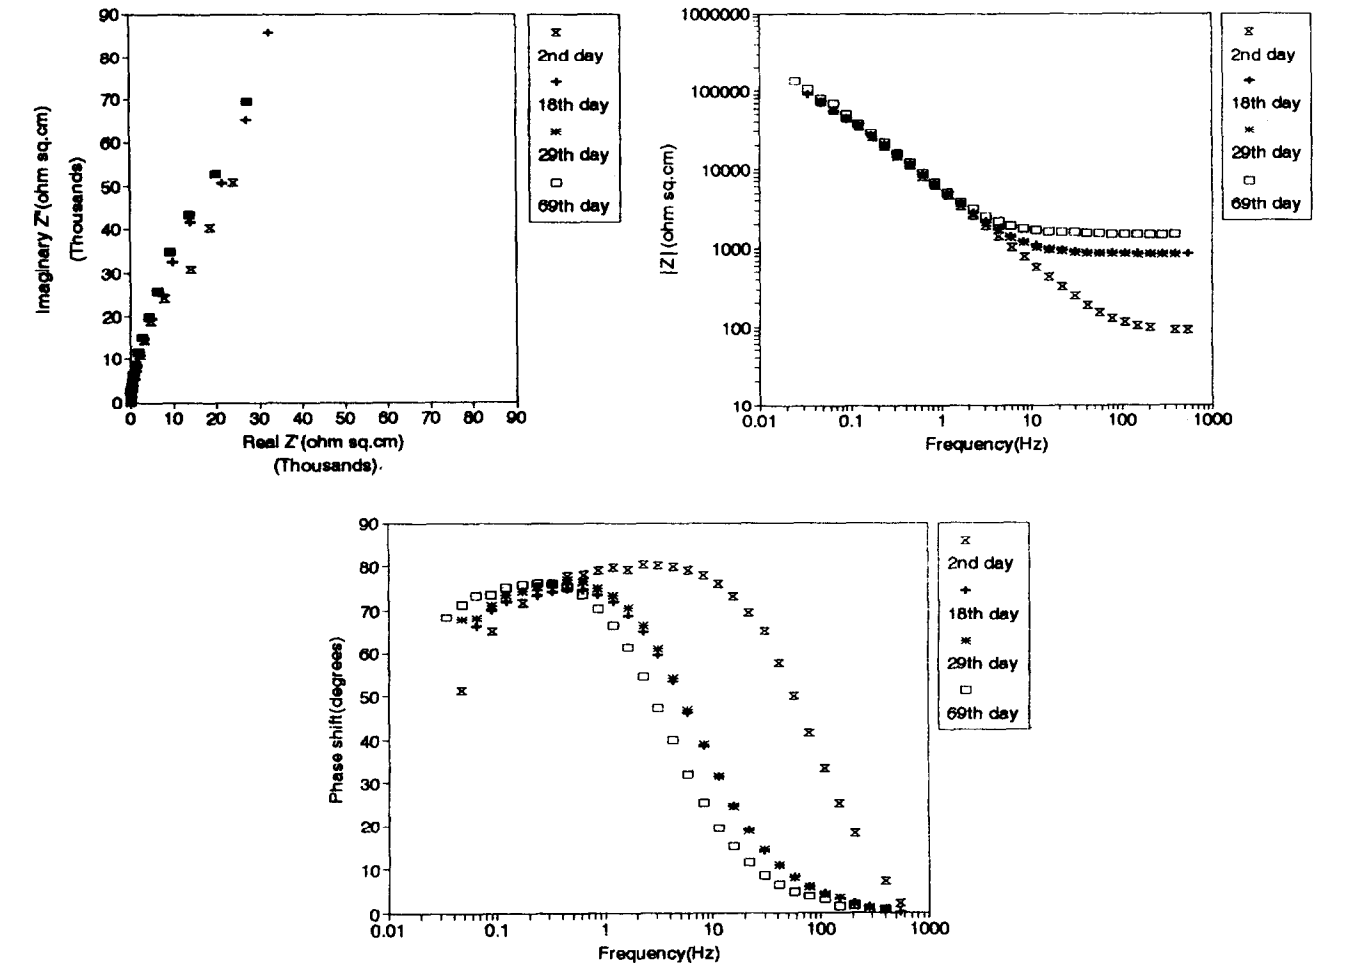 90
80
70
60
50
40
30
20
10
0
Imaginary Z"(ohm sq.cm)
(Thousands)
0 10 20 30 40 50 60 70 80 90
Real Z'(ohm sq.cm)
(Thousands)
2nd day
18th day
29th day
69th day
1000000
100000
10000
1000
100
10
|Z|(ohm sq.cm)
0.01 0.1 1 10 100 1000
Frequency(Hz)
2nd day
18th day
29th day
69th day
90
80
70
60
50
40
30
20
10
0
Phase shift(degrees)
0.01 0.1 1 10 100 1000
Frequency(Hz)
2nd day
18th day
29th day
69th day